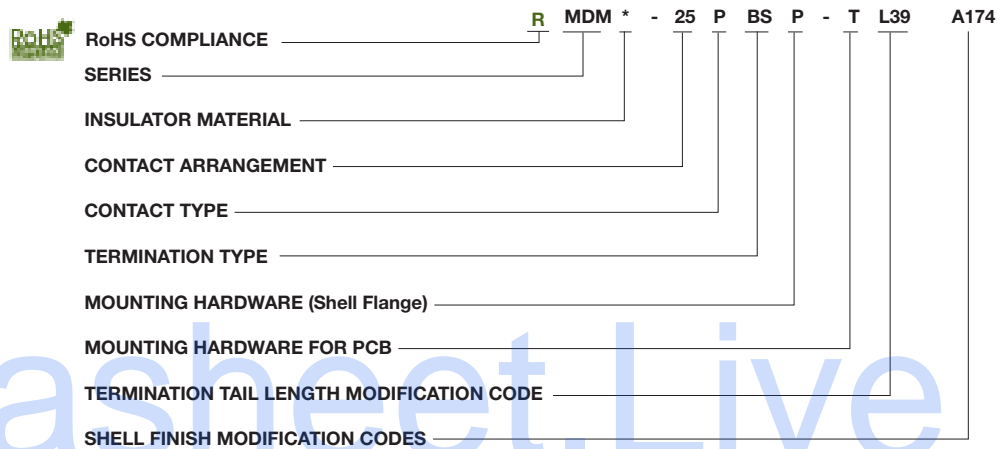 R MDM * - 25 P BS P - T L39 A174
RoHS
RoHS COMPLIANCE
SERIES
INSULATOR MATERIAL
CONTACT ARRANGEMENT
CONTACT TYPE
TERMINATION TYPE
MOUNTING HARDWARE (Shell Flange)
MOUNTING HARDWARE FOR PCB
TERMINATION TAIL LENGTH MODIFICATION CODE
SHELL FINISH MODIFICATION CODES
asheet.Live